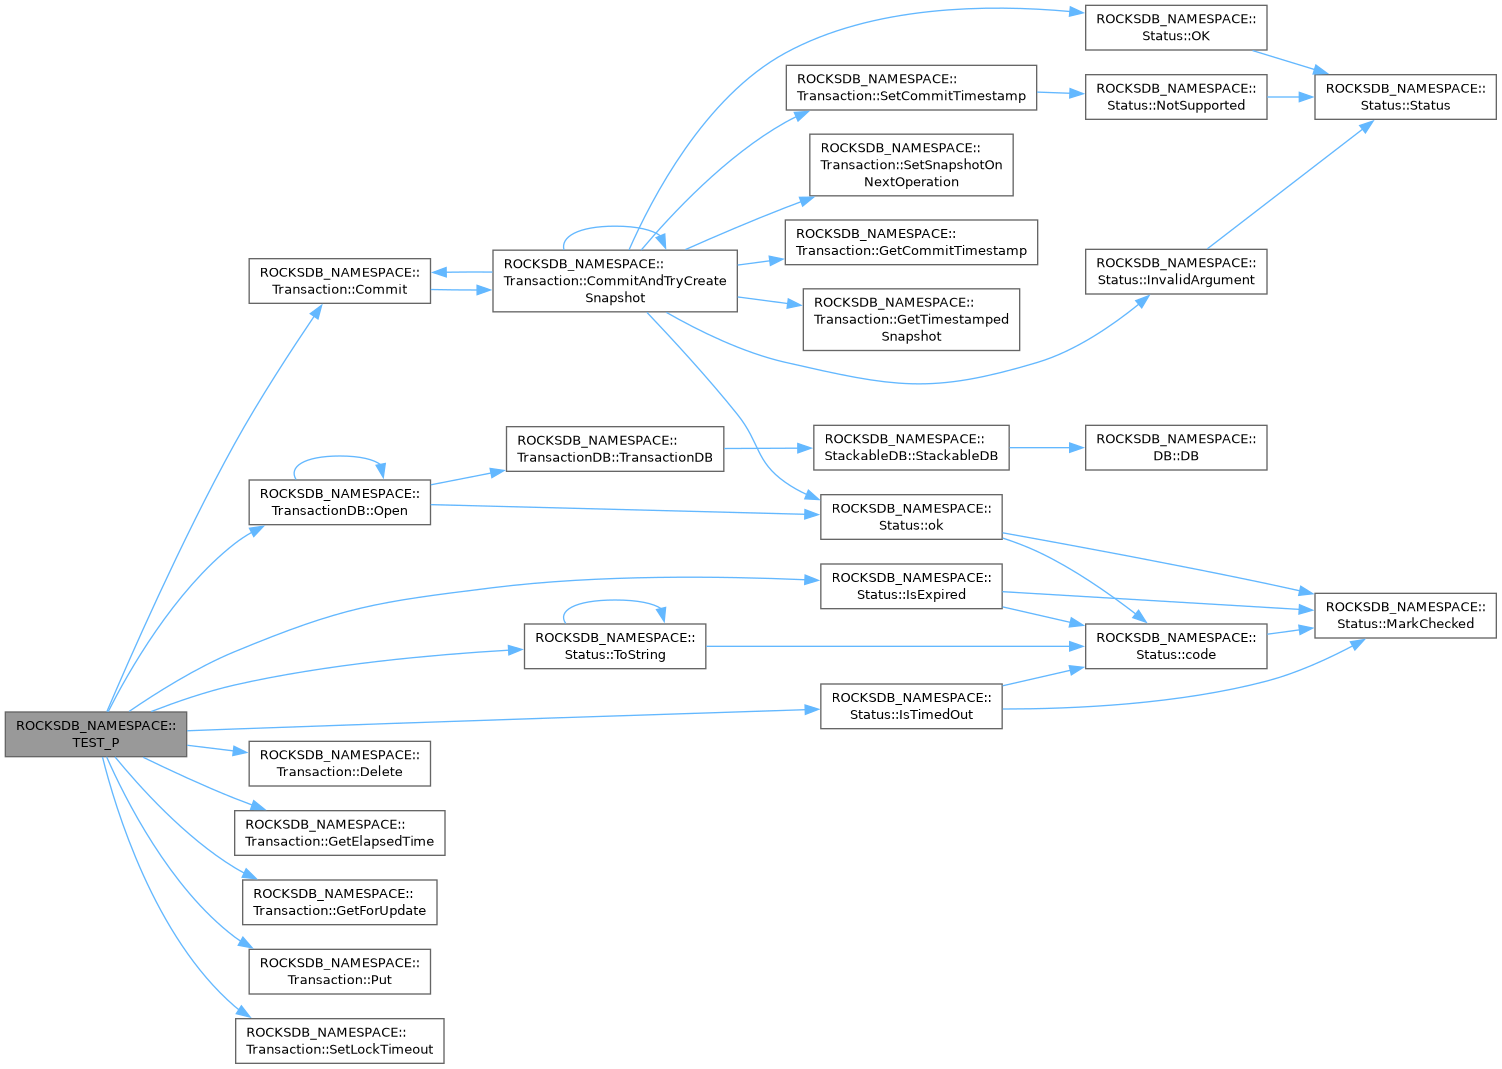 ROCKSDB_NAMESPACE::
TEST_P
ROCKSDB_NAMESPACE::
Transaction::Commit
ROCKSDB_NAMESPACE::
Transaction::CommitAndTryCreate
Snapshot
ROCKSDB_NAMESPACE::
Status::OK
ROCKSDB_NAMESPACE::
Status::Status
ROCKSDB_NAMESPACE::
Transaction::SetCommitTimestamp
ROCKSDB_NAMESPACE::
Status::NotSupported
ROCKSDB_NAMESPACE::
Transaction::SetSnapshotOn
NextOperation
ROCKSDB_NAMESPACE::
Transaction::GetCommitTimestamp
ROCKSDB_NAMESPACE::
Transaction::GetTimestamped
Snapshot
ROCKSDB_NAMESPACE::
Status::InvalidArgument
ROCKSDB_NAMESPACE::
TransactionDB::Open
ROCKSDB_NAMESPACE::
TransactionDB::TransactionDB
ROCKSDB_NAMESPACE::
StackableDB::StackableDB
ROCKSDB_NAMESPACE::
DB::DB
ROCKSDB_NAMESPACE::
Status::ok
ROCKSDB_NAMESPACE::
Status::IsExpired
ROCKSDB_NAMESPACE::
Status::ToString
ROCKSDB_NAMESPACE::
Status::code
ROCKSDB_NAMESPACE::
Status::MarkChecked
ROCKSDB_NAMESPACE::
Status::IsTimedOut
ROCKSDB_NAMESPACE::
Transaction::Delete
ROCKSDB_NAMESPACE::
Transaction::GetElapsedTime
ROCKSDB_NAMESPACE::
Transaction::GetForUpdate
ROCKSDB_NAMESPACE::
Transaction::Put
ROCKSDB_NAMESPACE::
Transaction::SetLockTimeout